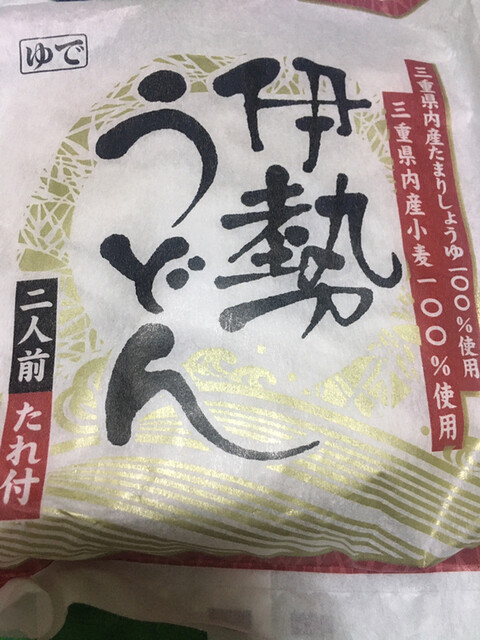 三重県内産たまりしょうゆ一〇〇％使用
三重県内産小麦一〇〇％使用
伊勢
うどん
ゆで
二人前
たれ付